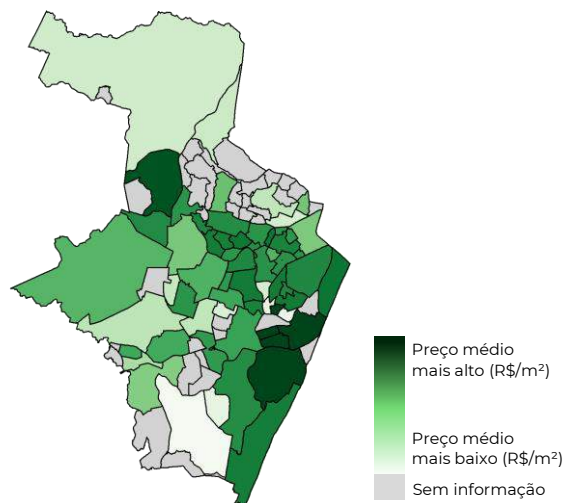 Preço médio
mais alto (R$/m²)
Preço médio
mais baixo (R$/m²)
Sem informação